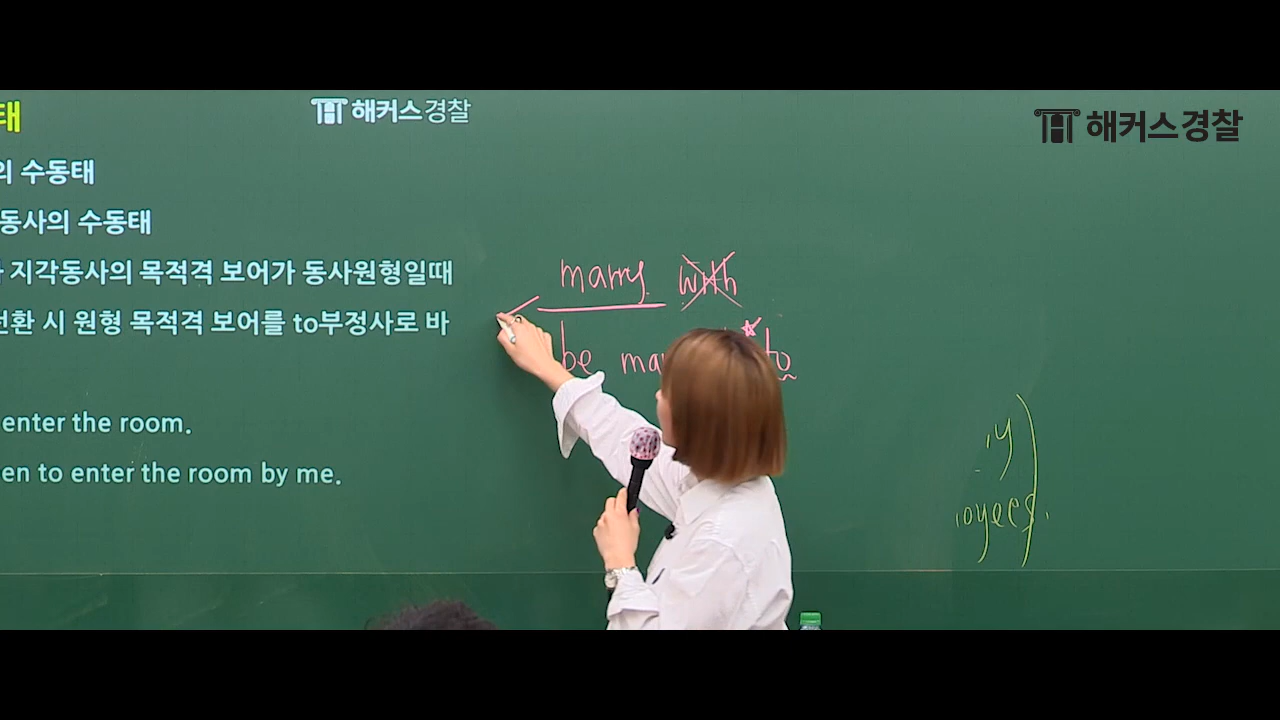 태
해커스경찰
해커스경찰
의 수동태
동사의 수동태
지각동사의 목적격 보어가 동사원형일때
전환 시 원형 목적격 보어를 to부정사로 바
marry with
be ma to
enter the room.
en to enter the room by me.
y
oyees.